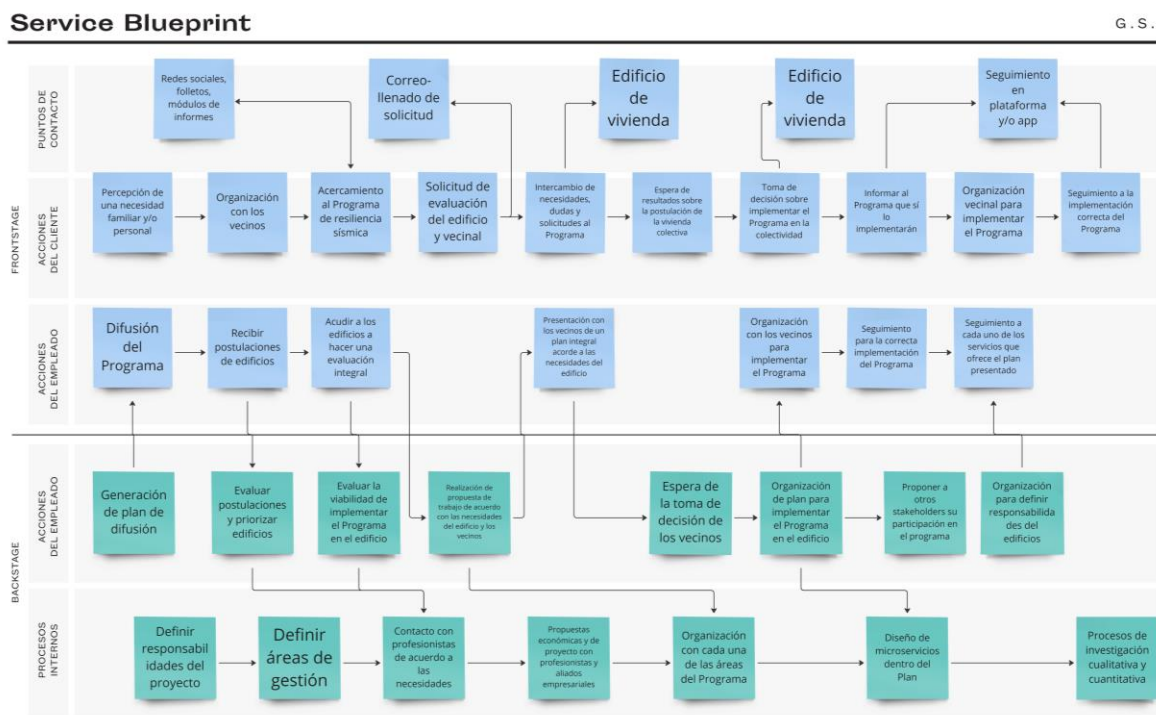 Service Blueprint
G.S.
FRONTSTAGE
PUNTOS DE
CONTACTO
Redes sociales,
folletos,
módulos de
informes
Correo-
llenado de
solicitud
Edificio
de
vivienda
Edificio
de
vivienda
Seguimiento
en
plataforma
y/o app
ACCIONES
DEL CLIENTE
Percepción de
una necesidad
familiar y/o
personal
Organización
con los
vecinos
Acercamiento
al Programa
de resiliencia
sísmica
Solicitud de
evaluación
del edificio
y vecinal
Intercambio de
necesidades,
dudas y
solicitudes al
Programa
Espera de
resultados sobre
la postulación de
la vivienda
colectiva
Toma de
decisión sobre
implementar el
Programa en la
colectividad
Informar al
Programa que sí
lo
implementarán
Organización
vecinal para
implementar
el Programa
Seguimiento a la
implementación
correcta del
Programa
ACCIONES
DEL EMPLEADO
Difusión
del
Programa
Recibir
postulaciones
de edificios
Acudir a los
edificios a
hacer una
evaluación
integral
Presentación con
los vecinos de un
plan integral
acorde a las
necesidades del
edificio
Organización
con los vecinos
para
implementar
el Programa
Seguimiento
para la correcta
implementación
del Programa
Seguimiento a
cada uno de los
servicios que
ofrece el plan
presentado
BACKSTAGE
ACCIONES
DEL EMPLEADO
Generación
de plan de
difusión
Evaluar
postulaciones
y priorizar
edificios
Evaluar la
viabilidad de
implementar
el Programa
en el edificio
Realización de
propuesta de
trabajo de acuerdo
con las necesidades
del edificio y los
vecinos
Espera de
la toma de
decisión de
los vecinos
Organización
de plan para
implementar
el Programa
en el edificio
Proponer a
otros
stakeholders su
participación en
el programa
Organización
para definir
responsabilida
des del
edificios
PROCESOS
INTERNOS
Definir
responsabil
idades del
proyecto
Definir
áreas de
gestión
Contacto con
profesionistas
de acuerdo a
las
necesidades
Propuestas
económicas y de
proyecto con
profesionistas y
aliados
empresariales
Organización
con cada una
de las áreas
del Programa
Diseño de
microservicios
dentro del
Plan
Procesos de
investigación
cualitativa y
cuantitativa